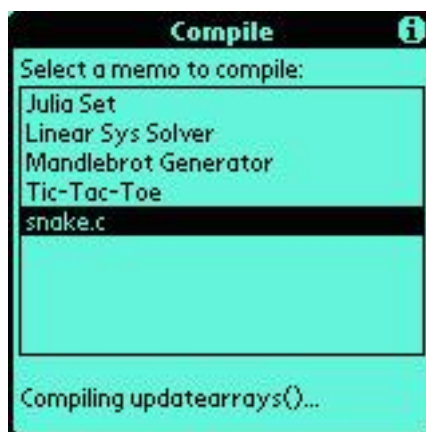 Compile i
Select a memo to compile:
Julia Set
Linear Sys Solver
Mandlebrot Generator
Tic-Tac-Toe
snake.c
Compiling updatearrays()...